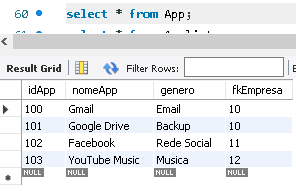 60 select * from App;
61
Result Grid Filter Rows:
idApp nomeApp genero fkEmpresa
100 Gmail Email 10
101 Google Drive Backup 10
102 Facebook Rede Social 11
103 YouTube Music Musica 12
NULL NULL NULL NULL